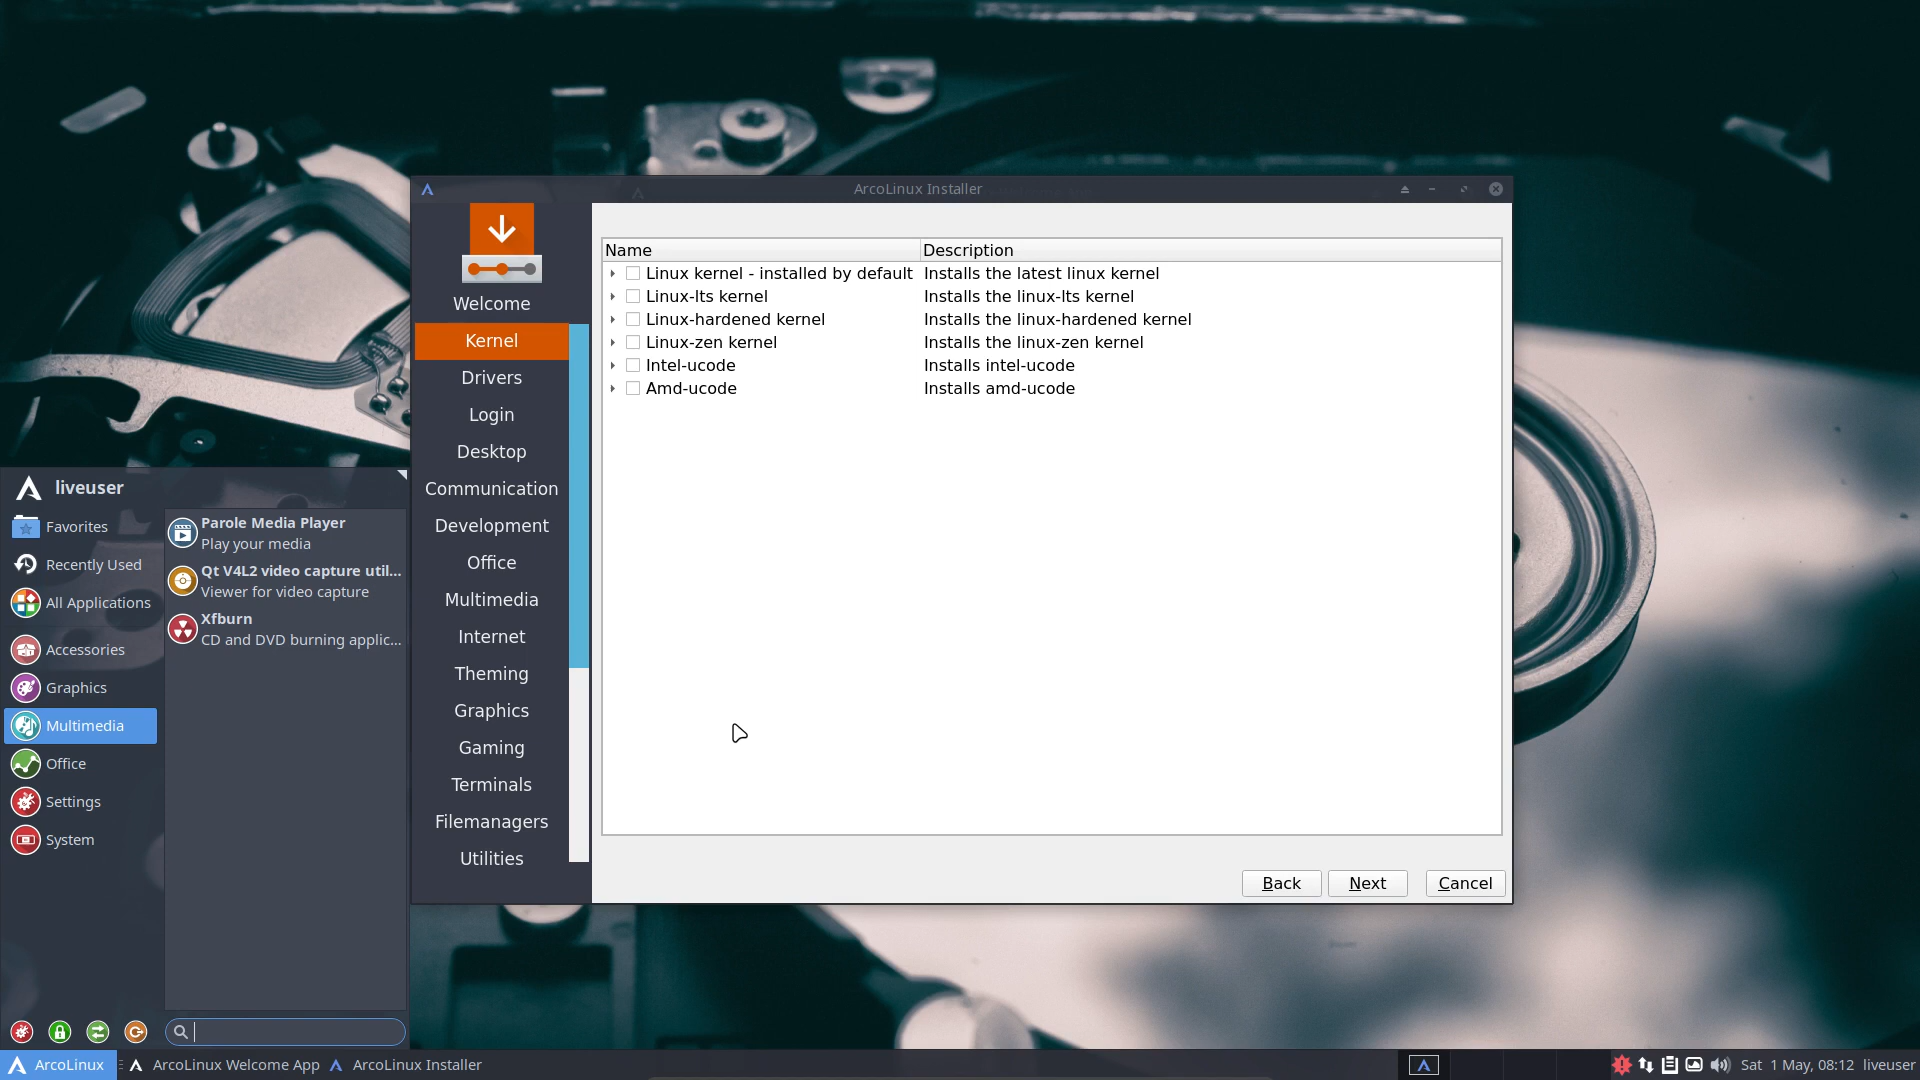 ArcoLinux Installer
Welcome
Kernel
Drivers
Login
Desktop
Communication
Development
Office
Multimedia
Internet
Theming
Graphics
Gaming
Terminals
Filemanagers
Utilities
Name Description
Linux kernel - installed by default Installs the latest linux kernel
Linux-lts kernel Installs the linux-lts kernel
Linux-hardened kernel Installs the linux-hardened kernel
Linux-zen kernel Installs the linux-zen kernel
Intel-ucode Installs intel-ucode
Amd-ucode Installs amd-ucode
Back Next Cancel
liveuser
Favorites
Recently Used
All Applications
Accessories
Graphics
Multimedia
Office
Settings
System
Parole Media Player
Play your media
Qt V4L2 video capture util...
Viewer for video capture
Xfburn
CD and DVD burning applic...
ArcoLinux ArcoLinux Welcome App ArcoLinux Installer Sat 1 May, 08:12 liveuser